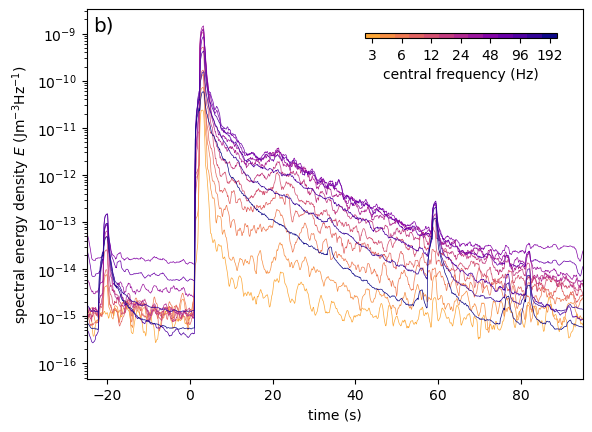 b)
3 6 12 24 48 96 192
central frequency (Hz)
spectral energy density E (Jm⁻³Hz⁻¹)
10⁻⁹
10⁻¹⁰
10⁻¹¹
10⁻¹²
10⁻¹³
10⁻¹⁴
10⁻¹⁵
10⁻¹⁶
−20 0 20 40 60 80
time (s)